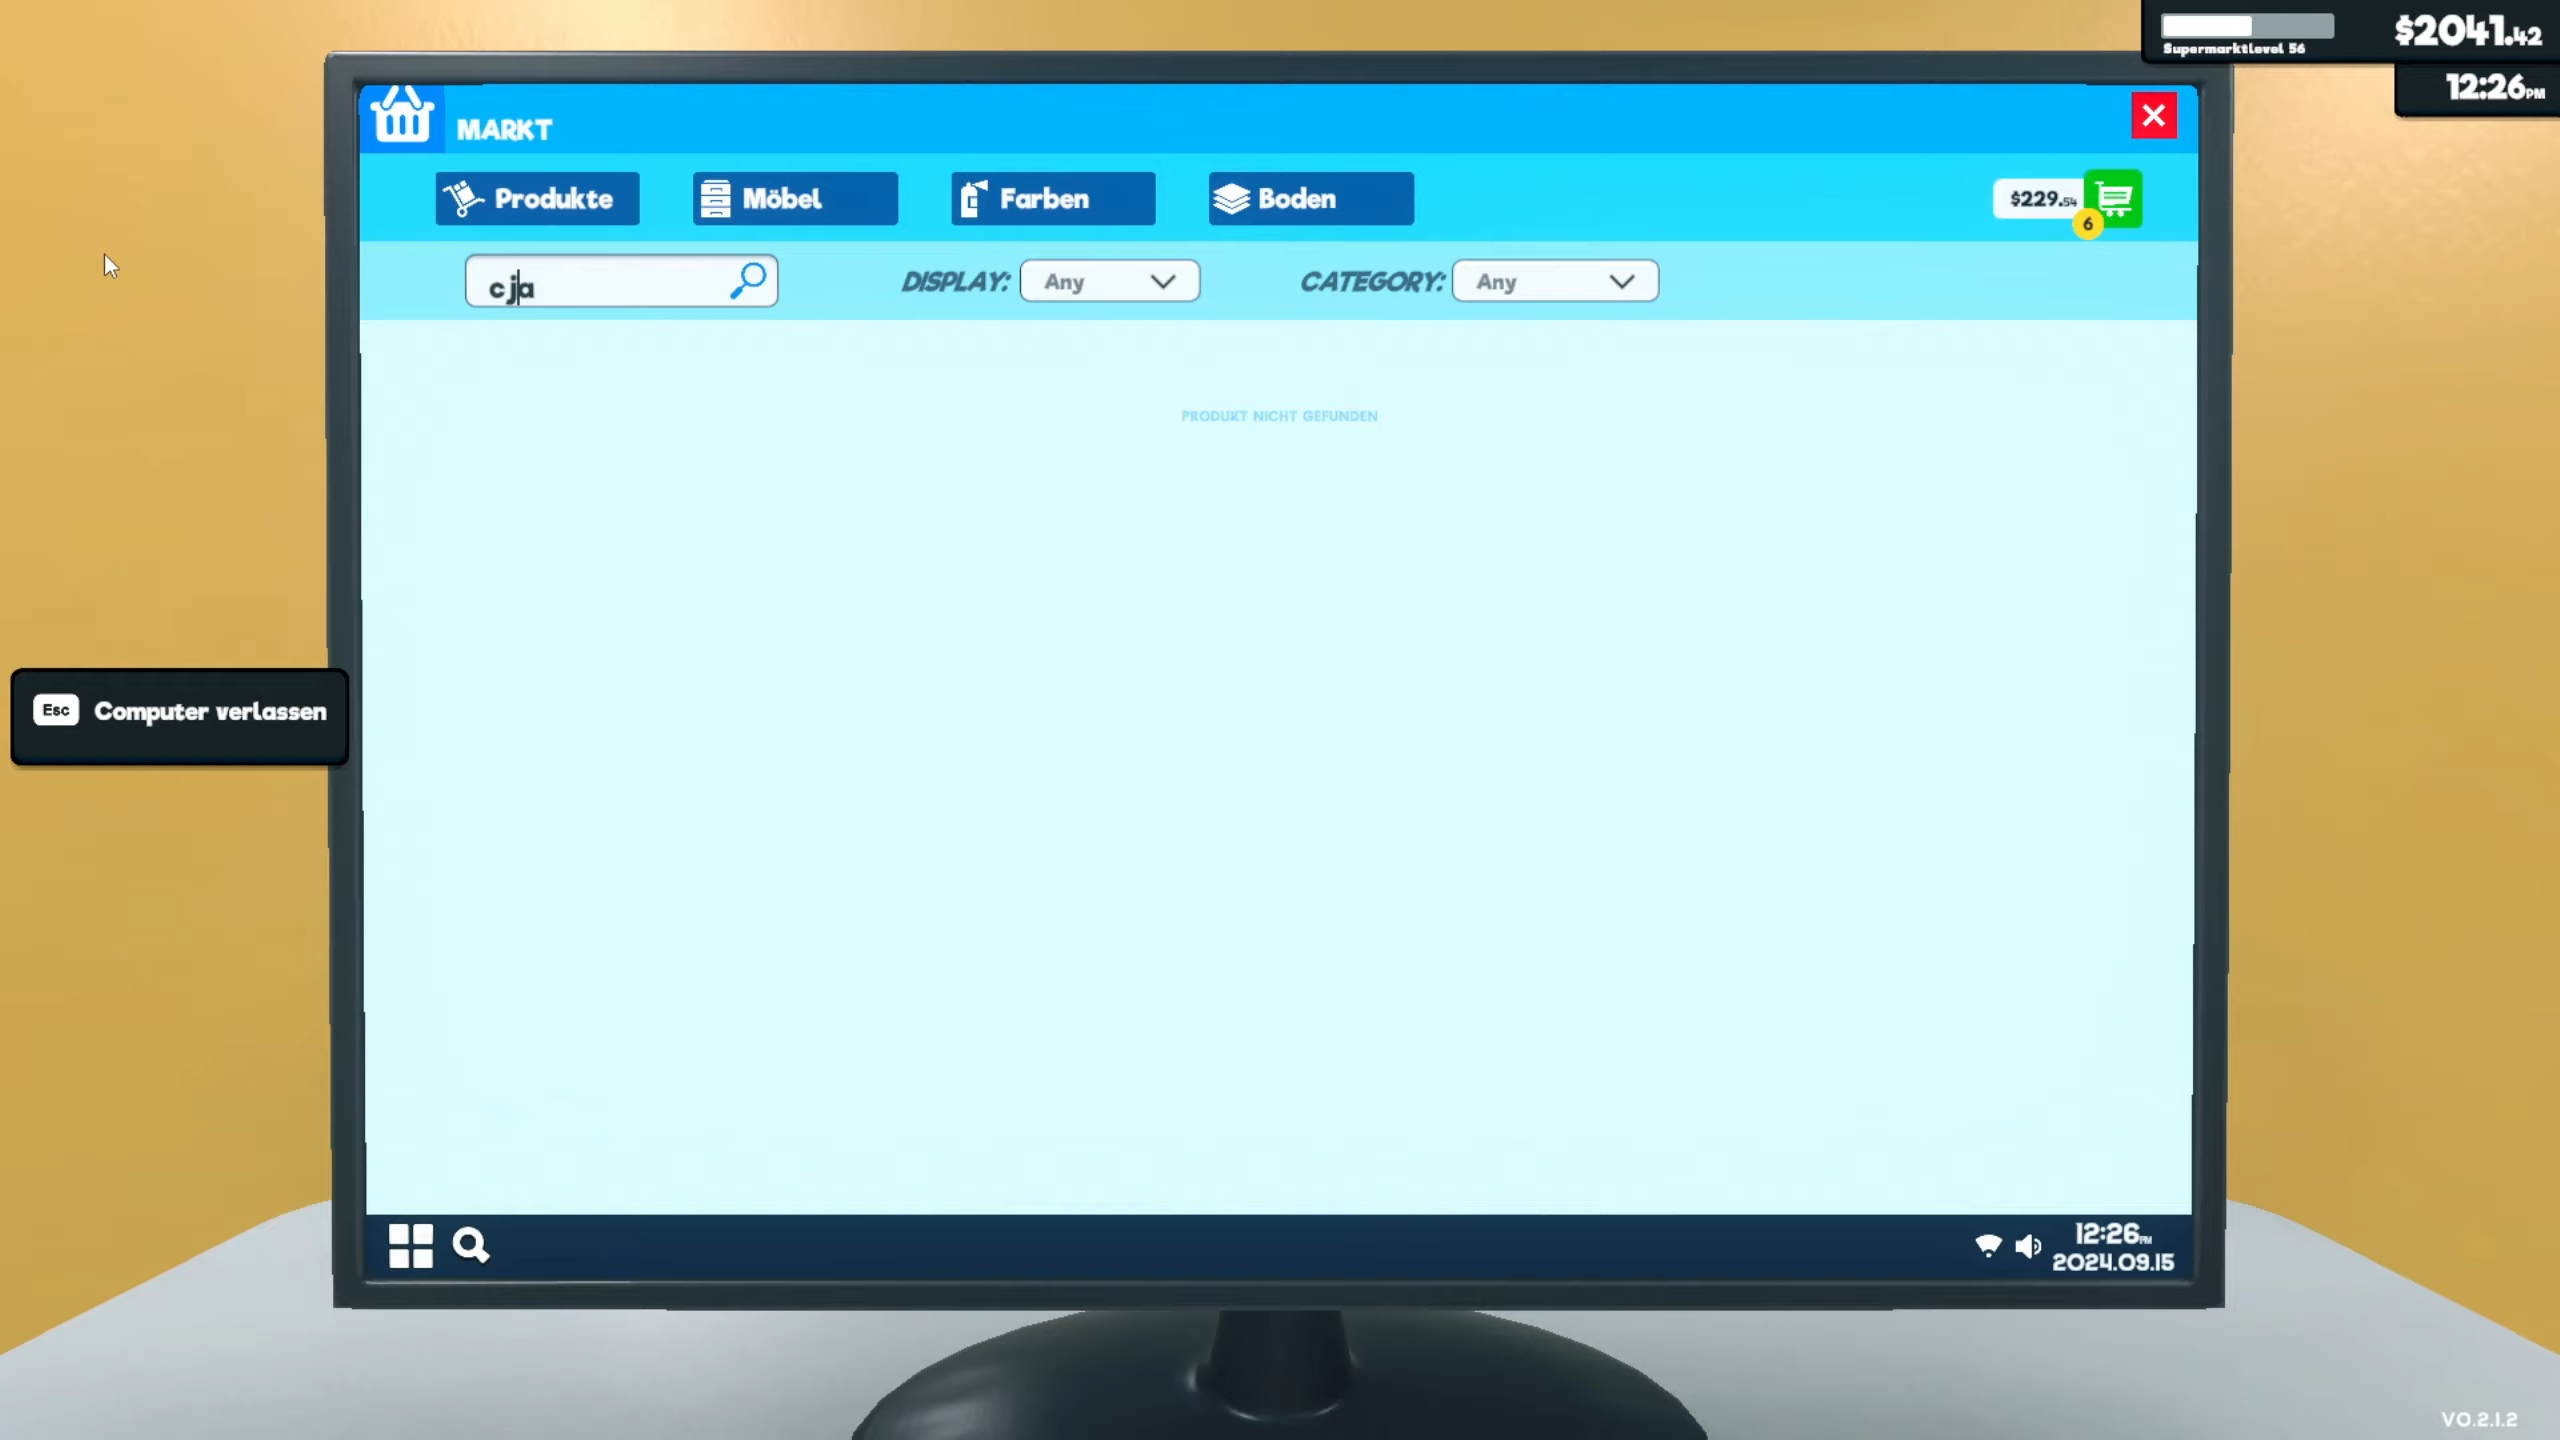 Supermarktlevel 56
$2041.42
12:26PM
MARKT
Produkte
Möbel
Farben
Boden
$229.54
6
c ja
DISPLAY:
Any
CATEGORY:
Any
PRODUKT NICHT GEFUNDEN
Esc
Computer verlassen
12:26PM
2024.09.15
V0.2.1.2